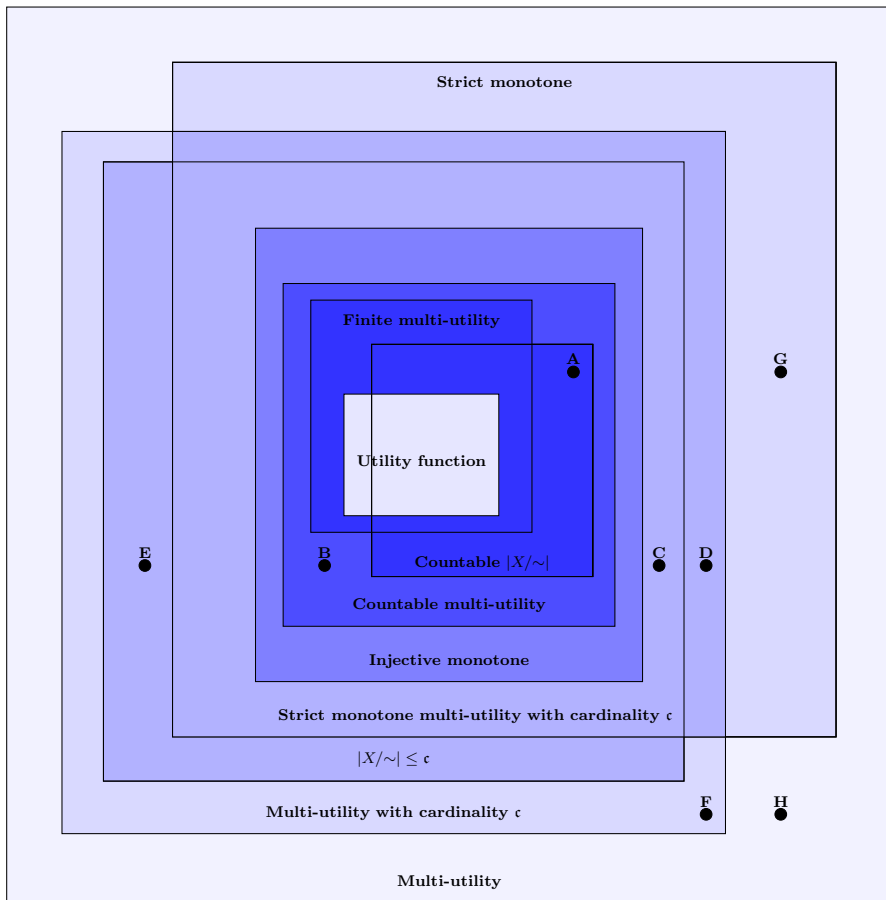 Strict monotone
Finite multi-utility
A
G
Utility function
E
B
C
D
Countable |X/∼|
Countable multi-utility
Injective monotone
Strict monotone multi-utility with cardinality 𝔠
|X/∼| ≤ 𝔠
F
H
Multi-utility with cardinality 𝔠
Multi-utility